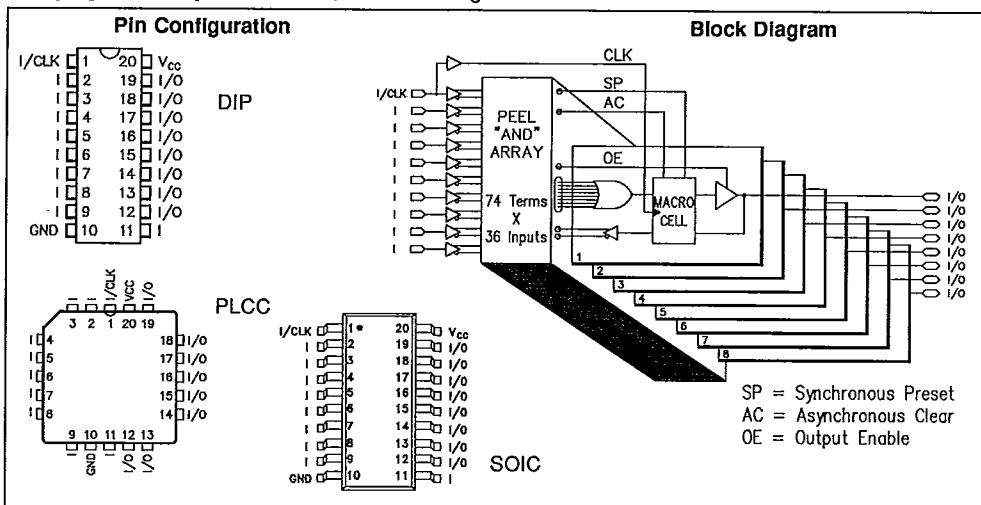 Pin Configuration
Block Diagram
I/CLK 1 20 VCC
I 2 19 I/O
I 3 18 I/O
I 4 17 I/O
I 5 16 I/O
I 6 15 I/O
I 7 14 I/O
I 8 13 I/O
I 9 12 I/O
GND 10 11 I
DIP
PLCC
I I I/CLK VCC I/O
3 2 1 20 19
I 4 18 I/O
I 5 17 I/O
I 6 16 I/O
I 7 15 I/O
I 8 14 I/O
9 10 11 12 13
I GND I I/O I/O
I/CLK 1 20 VCC
I 2 19 I/O
I 3 18 I/O
I 4 17 I/O
I 5 16 I/O
I 6 15 I/O
I 7 14 I/O
I 8 13 I/O
I 9 12 I/O
GND 10 11 I
SOIC
CLK
SP
AC
OE
I/CLK
I
I
I
I
I
I
I
I
I
PEEL
"AND"
ARRAY
74 Terms
X
36 Inputs
MACRO
CELL
1
2
3
4
5
6
7
8
I/O
I/O
I/O
I/O
I/O
I/O
I/O
I/O
SP = Synchronous Preset
AC = Asynchronous Clear
OE = Output Enable